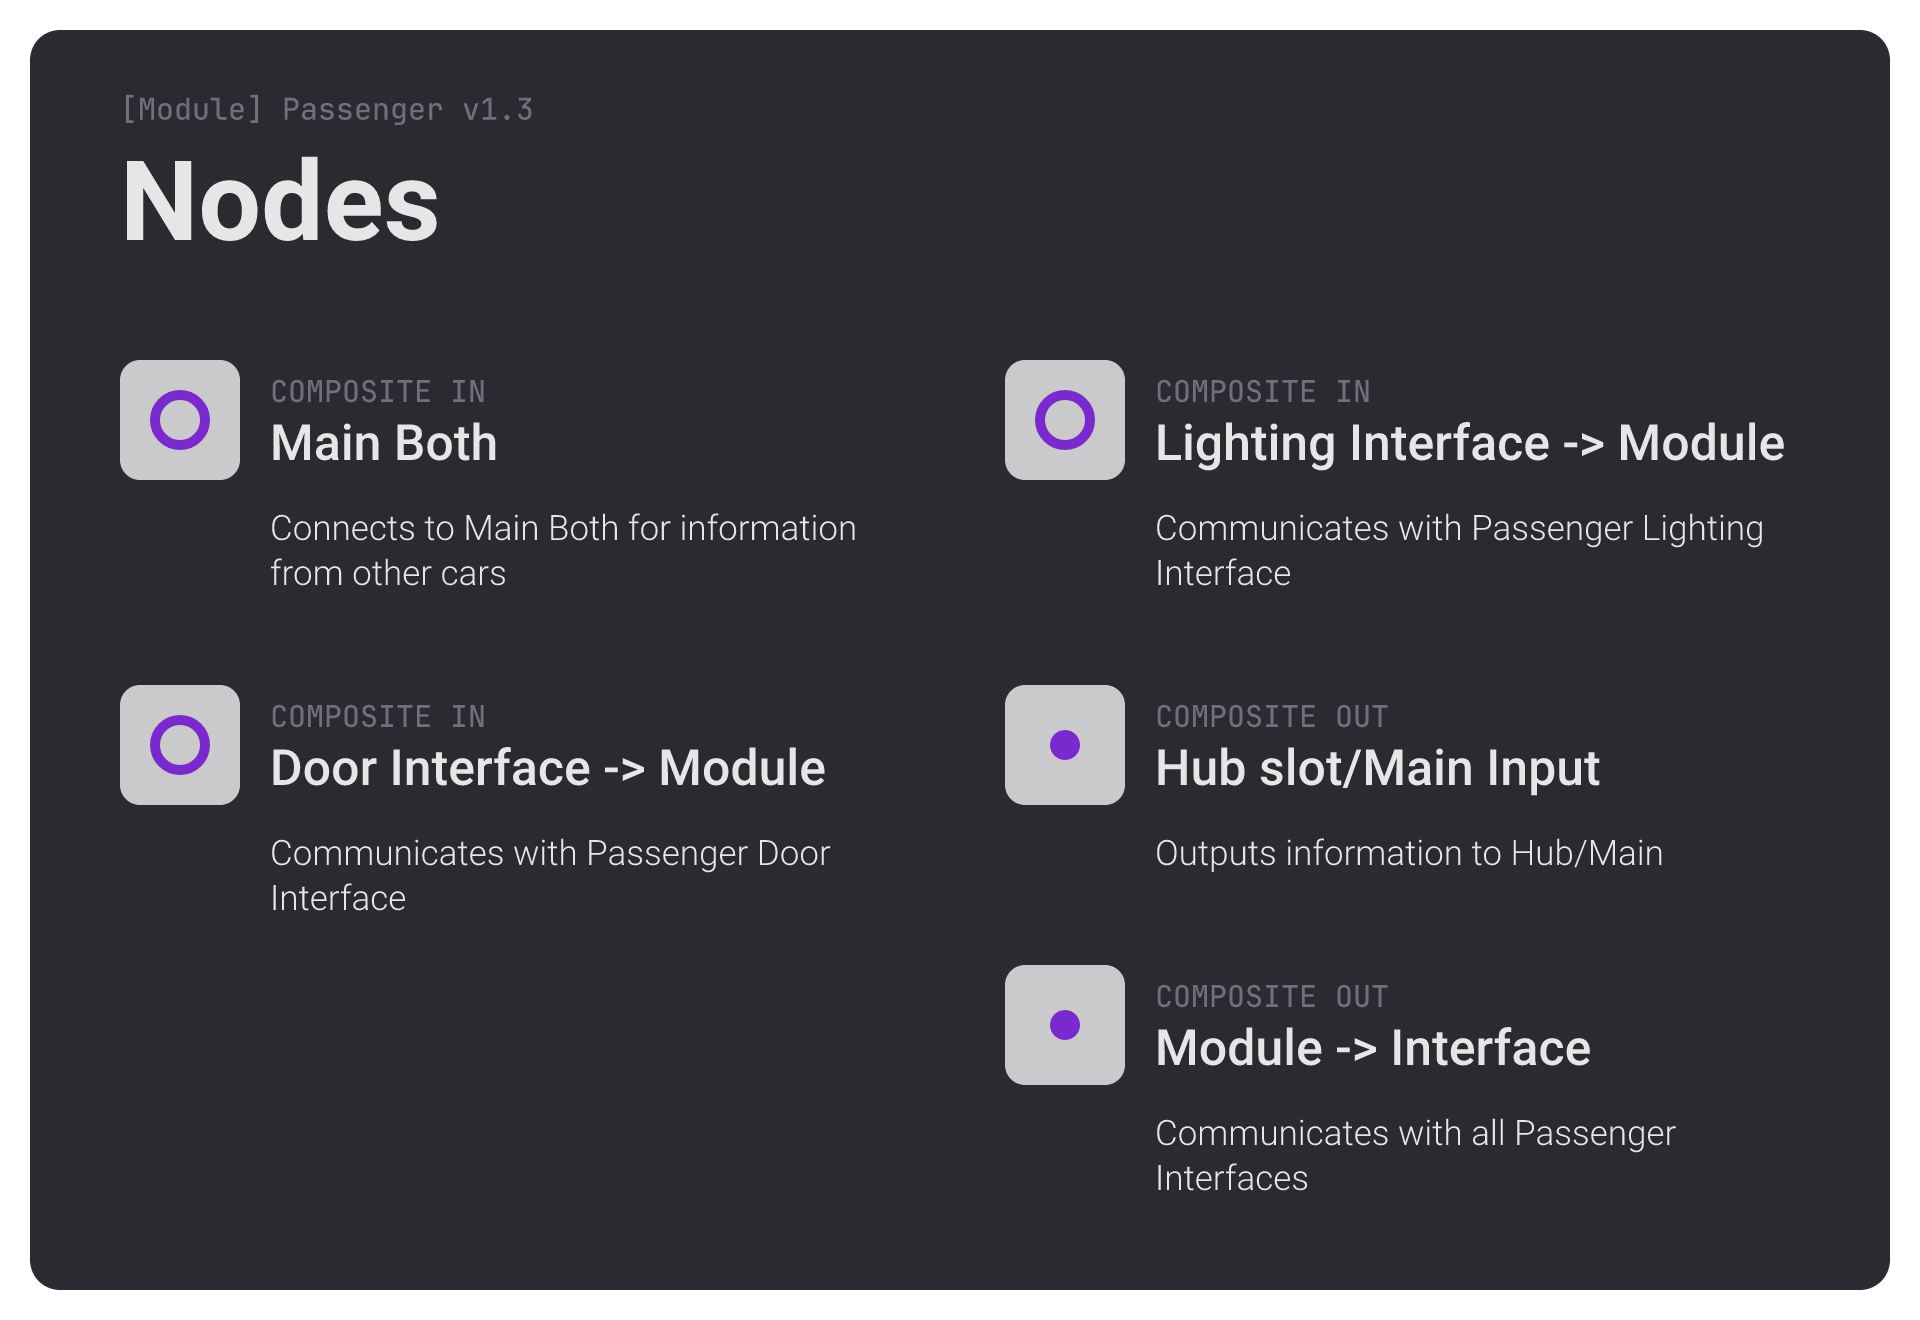 [Module] Passenger v1.3
Nodes
COMPOSITE IN
Main Both
Connects to Main Both for information
from other cars
COMPOSITE IN
Lighting Interface -> Module
Communicates with Passenger Lighting
Interface
COMPOSITE IN
Door Interface -> Module
Communicates with Passenger Door
Interface
COMPOSITE OUT
Hub slot/Main Input
Outputs information to Hub/Main
COMPOSITE OUT
Module -> Interface
Communicates with all Passenger
Interfaces